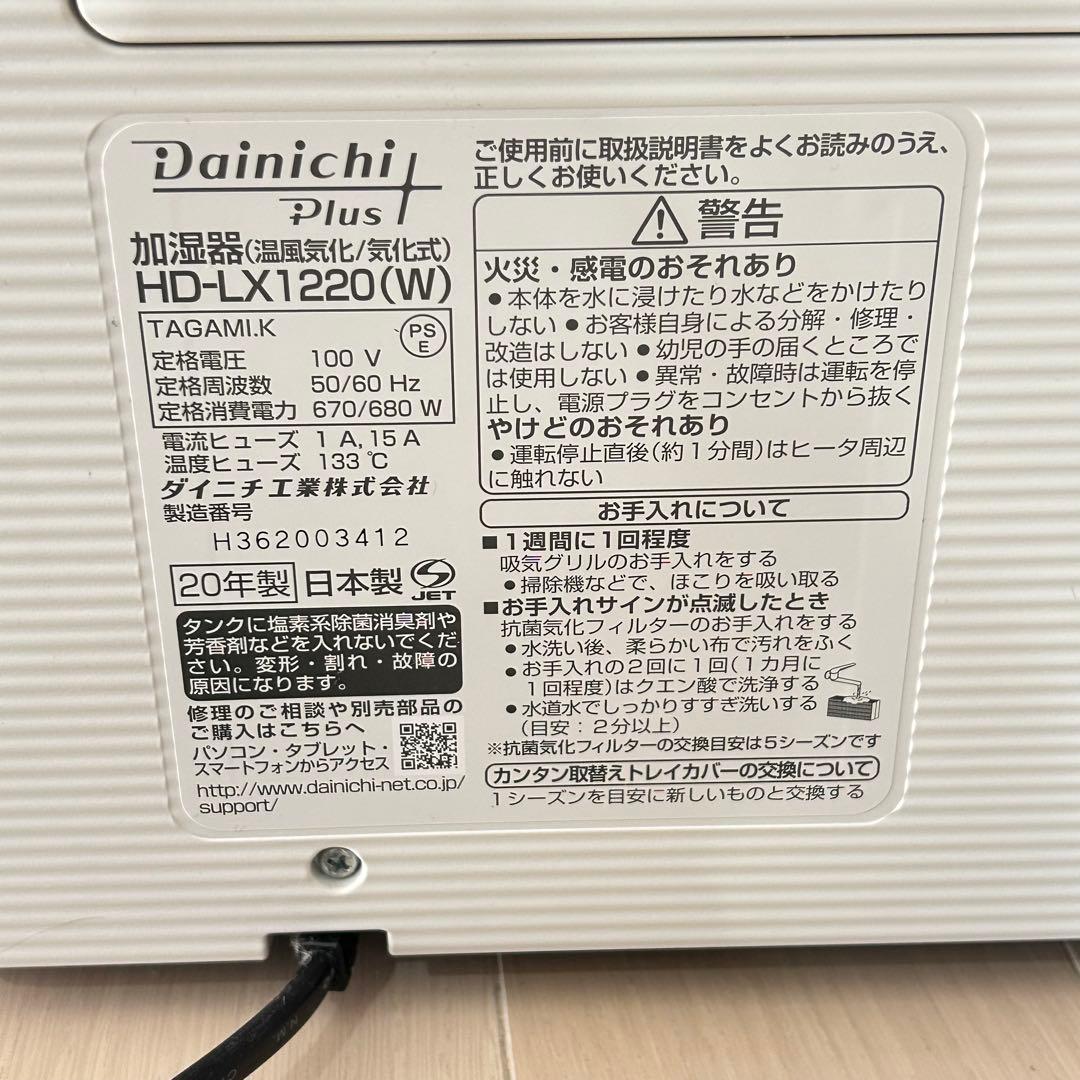 Dainichi
Plus
加湿器(温風気化/気化式)
HD-LX1220(W)
TAGAMI.K
PS
E
定格電圧 100 V
定格周波数 50/60 Hz
定格消費電力 670/680 W
電流ヒューズ 1 A, 15 A
温度ヒューズ 133 ℃
ダイニチ工業株式会社
製造番号
H362003412
20年製 日本製
JET
タンクに塩素系除菌消臭剤や
芳香剤などを入れないでくだ
さい。変形・割れ・故障の
原因になります。
修理のご相談や別売部品の
ご購入はこちらへ
パソコン・タブレット・
スマートフォンからアクセス
http://www.dainichi-net.co.jp/
support/
ご使用前に取扱説明書をよくお読みのうえ、
正しくお使いください。
警告
火災・感電のおそれあり
●本体を水に浸けたり水などをかけたり
しない●お客様自身による分解・修理・
改造はしない●幼児の手の届くところで
は使用しない●異常・故障時は運転を停
止し、電源プラグをコンセントから抜く
やけどのおそれあり
●運転停止直後(約1分間)はヒータ周辺
に触れない
お手入れについて
■1週間に1回程度
吸気グリルのお手入れをする
●掃除機などで、ほこりを吸い取る
■お手入れサインが点滅したとき
抗菌気化フィルターのお手入れをする
●水洗い後、柔らかい布で汚れをふく
●お手入れの2回に1回(1カ月に
1回程度)はクエン酸で洗浄する
●水道水でしっかりすすぎ洗いする
(目安:2分以上)
※抗菌気化フィルターの交換目安は5シーズンです
カンタン取替えトレイカバーの交換について
1シーズンを目安に新しいものと交換する